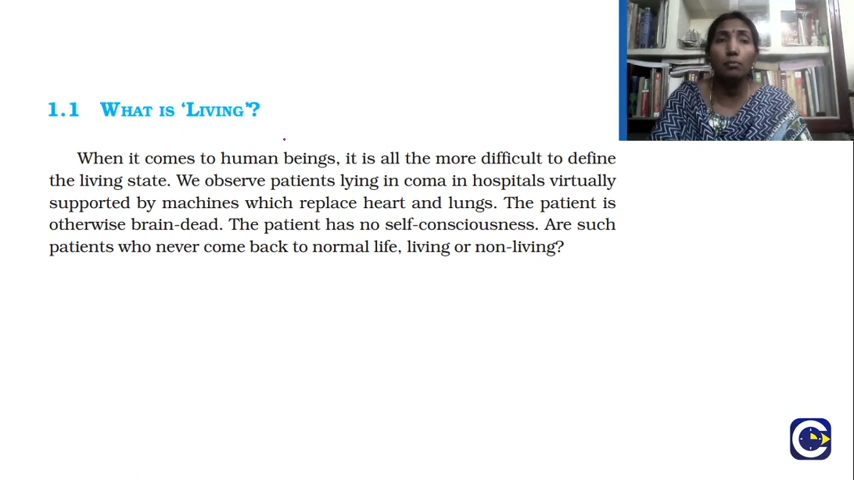 1.1 WHAT IS ‘LIVING’?
When it comes to human beings, it is all the more difficult to define
the living state. We observe patients lying in coma in hospitals virtually
supported by machines which replace heart and lungs. The patient is
otherwise brain-dead. The patient has no self-consciousness. Are such
patients who never come back to normal life, living or non-living?